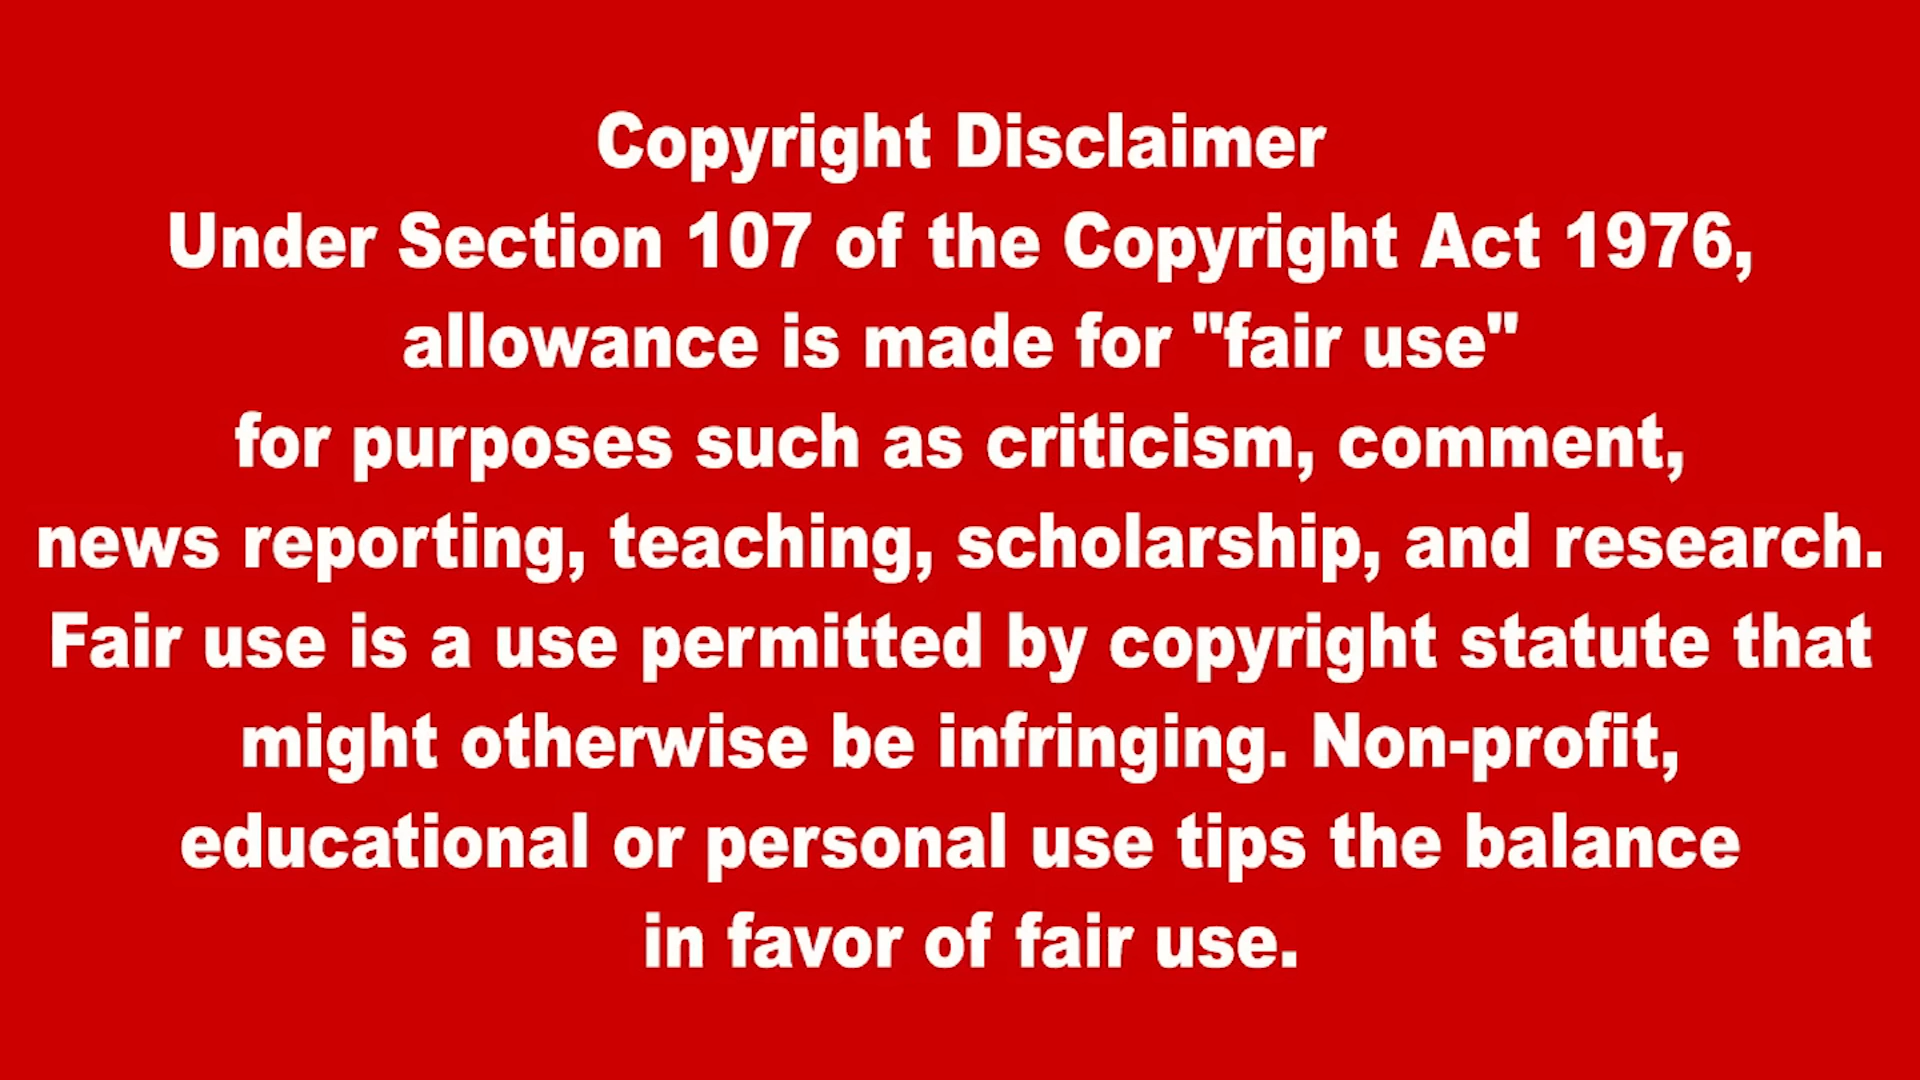 Copyright Disclaimer
Under Section 107 of the Copyright Act 1976,
allowance is made for "fair use"
for purposes such as criticism, comment,
news reporting, teaching, scholarship, and research.
Fair use is a use permitted by copyright statute that
might otherwise be infringing. Non-profit,
educational or personal use tips the balance
in favor of fair use.